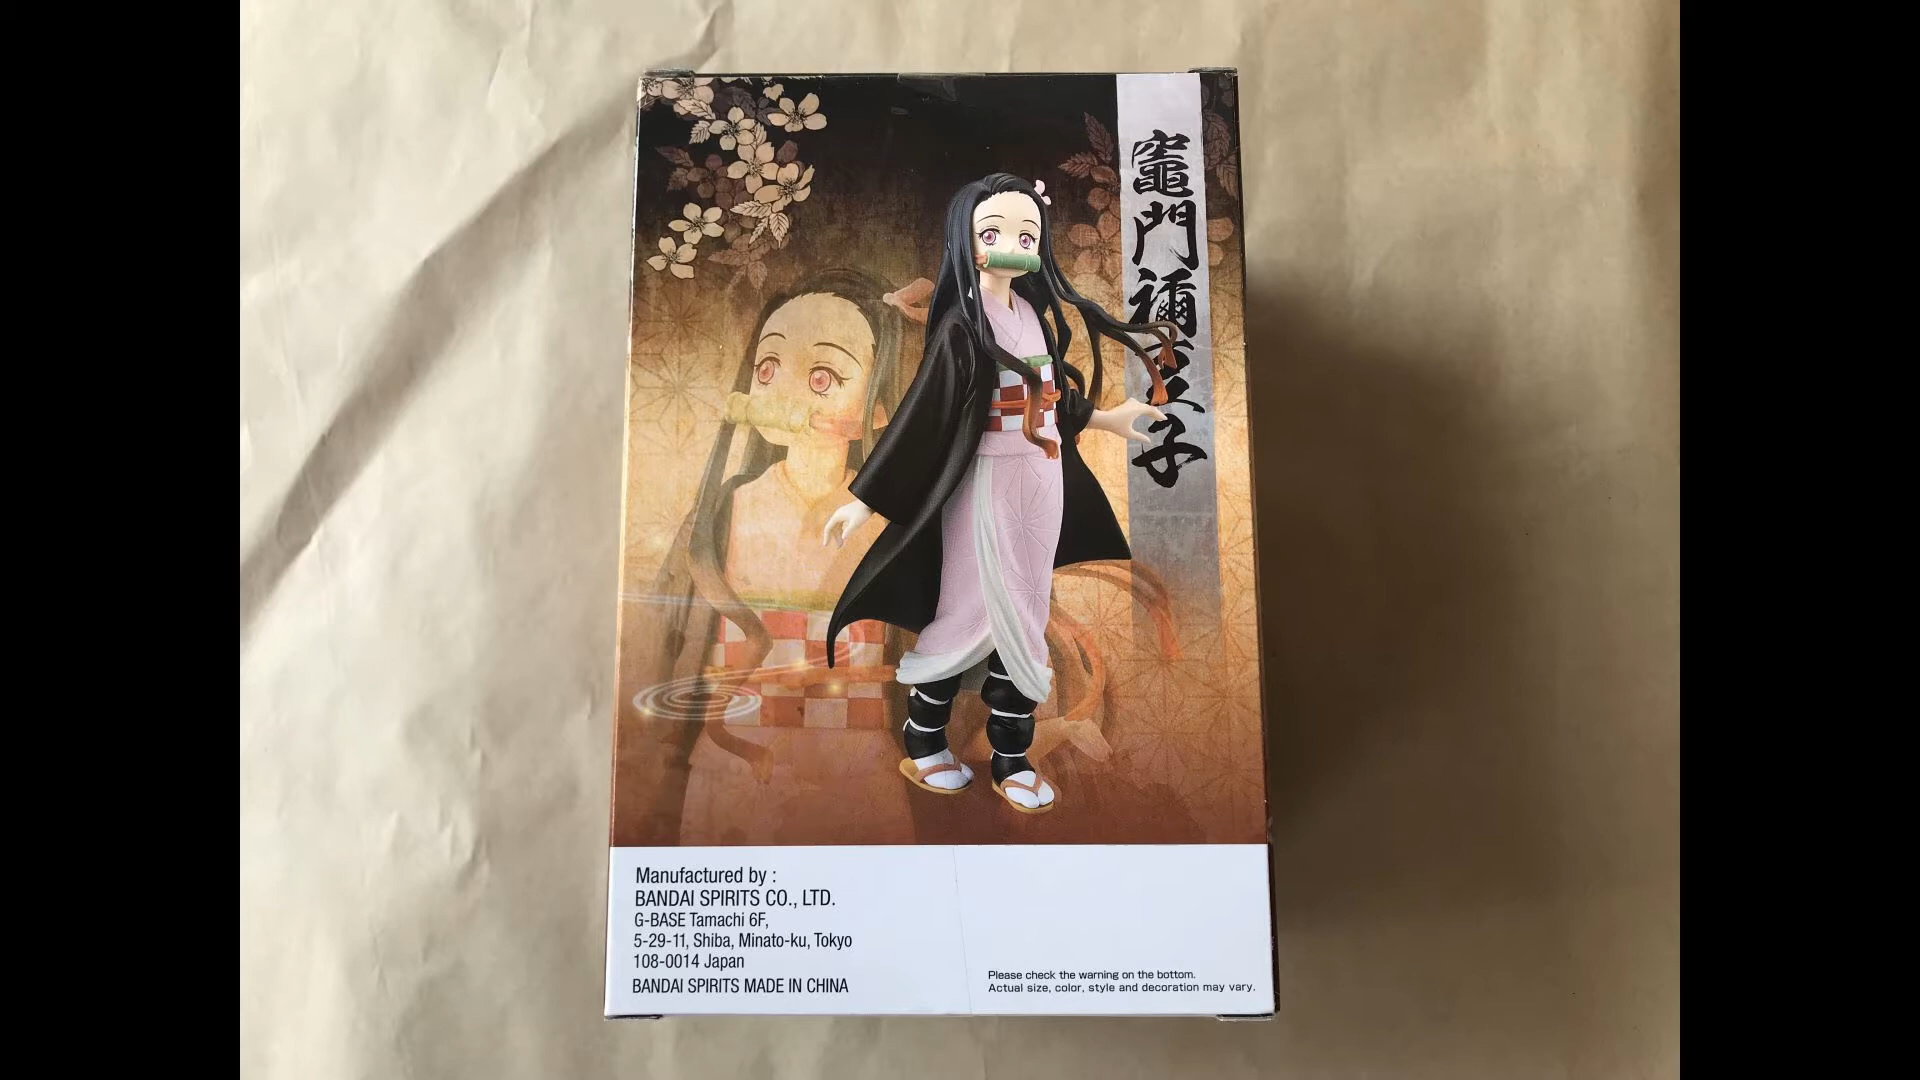 竈門禰豆子
Manufactured by :
BANDAI SPIRITS CO., LTD.
G-BASE Tamachi 6F,
5-29-11, Shiba, Minato-ku, Tokyo
108-0014 Japan
BANDAI SPIRITS MADE IN CHINA
Please check the warning on the bottom.
Actual size, color, style and decoration may vary.